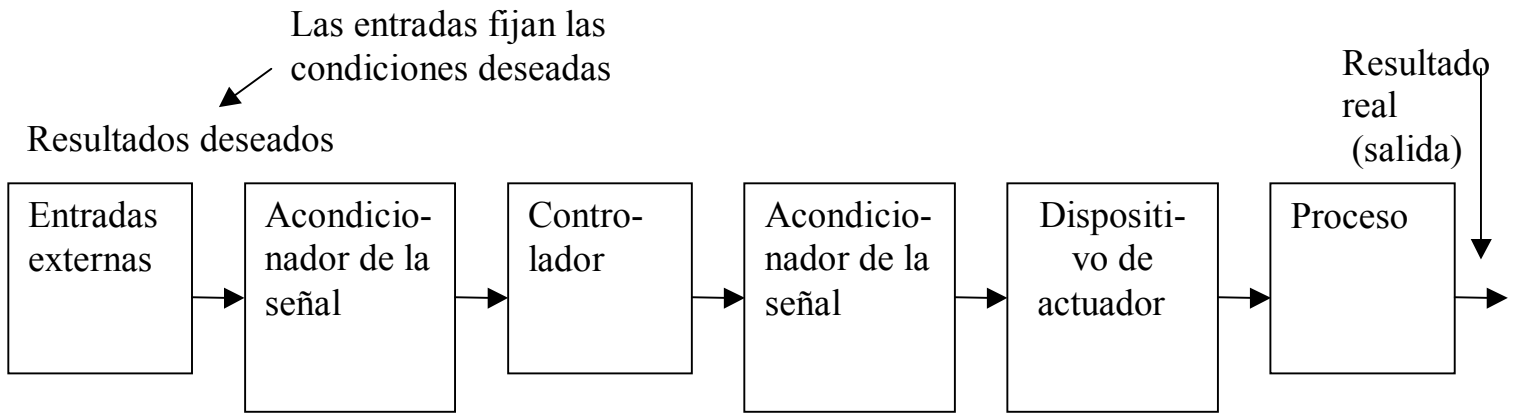 Las entradas fijan las
condiciones deseadas
Resultados deseados
Resultado
real
(salida)
Entradas
externas
Acondicio-
nador de la
señal
Contro-
lador
Acondicio-
nador de la
señal
Dispositi-
vo de
actuador
Proceso